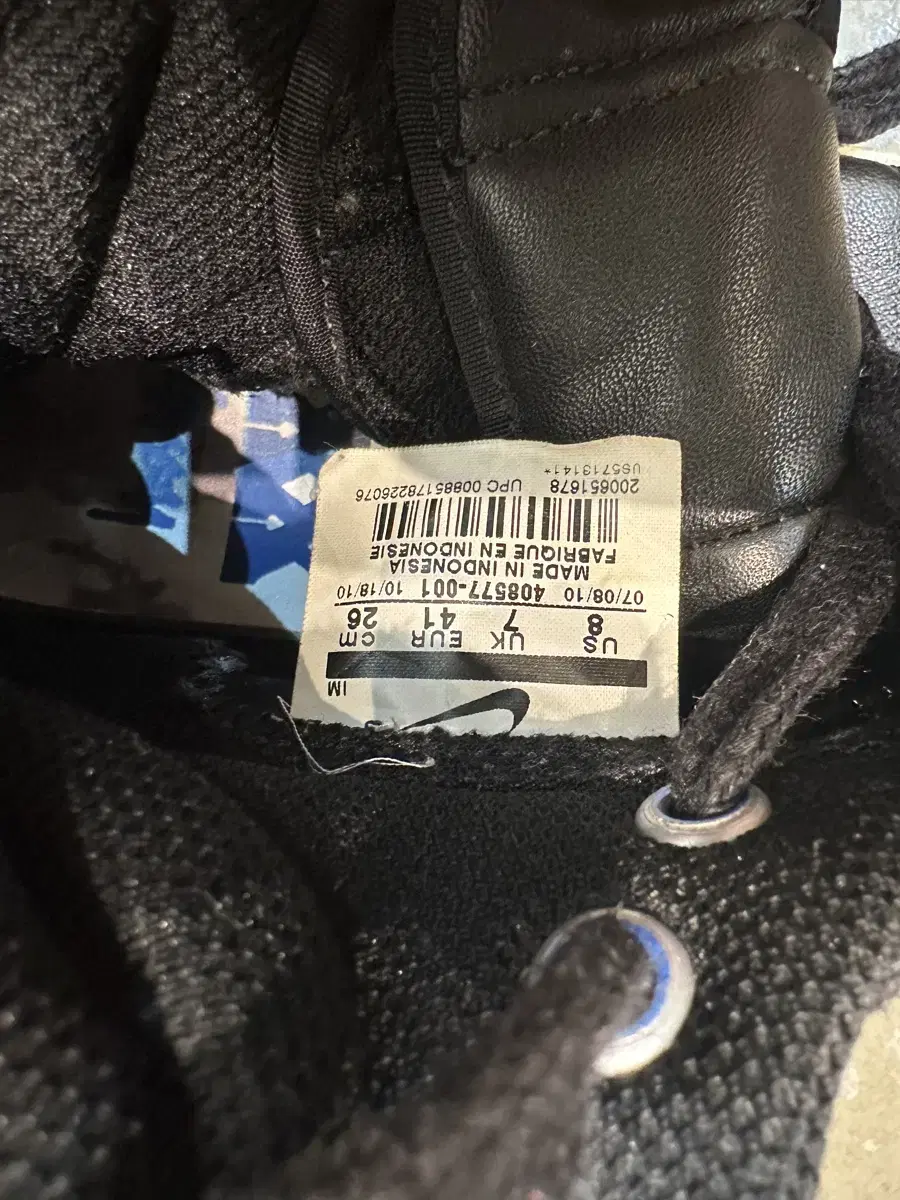 IM
US UK EUR cm
8 7 41 26
07/08/10 408577-001 10/18/10
MADE IN INDONESIA
FABRIQUE EN INDONESIE
200651678 UPC 00885178226076
US5713141*